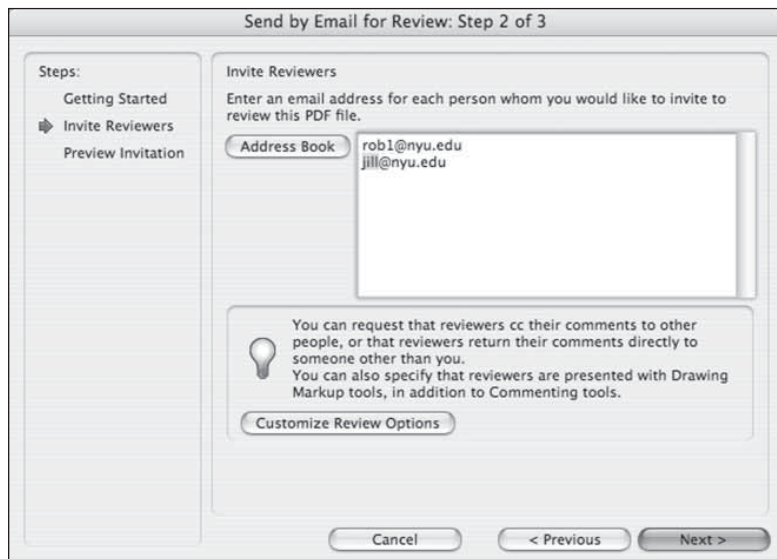 Send by Email for Review: Step 2 of 3
Steps:
Getting Started
Invite Reviewers
Preview Invitation
Invite Reviewers
Enter an email address for each person whom you would like to invite to
review this PDF file.
Address Book
rob1@nyu.edu
jill@nyu.edu
You can request that reviewers cc their comments to other
people, or that reviewers return their comments directly to
someone other than you.
You can also specify that reviewers are presented with Drawing
Markup tools, in addition to Commenting tools.
Customize Review Options
Cancel
< Previous
Next >